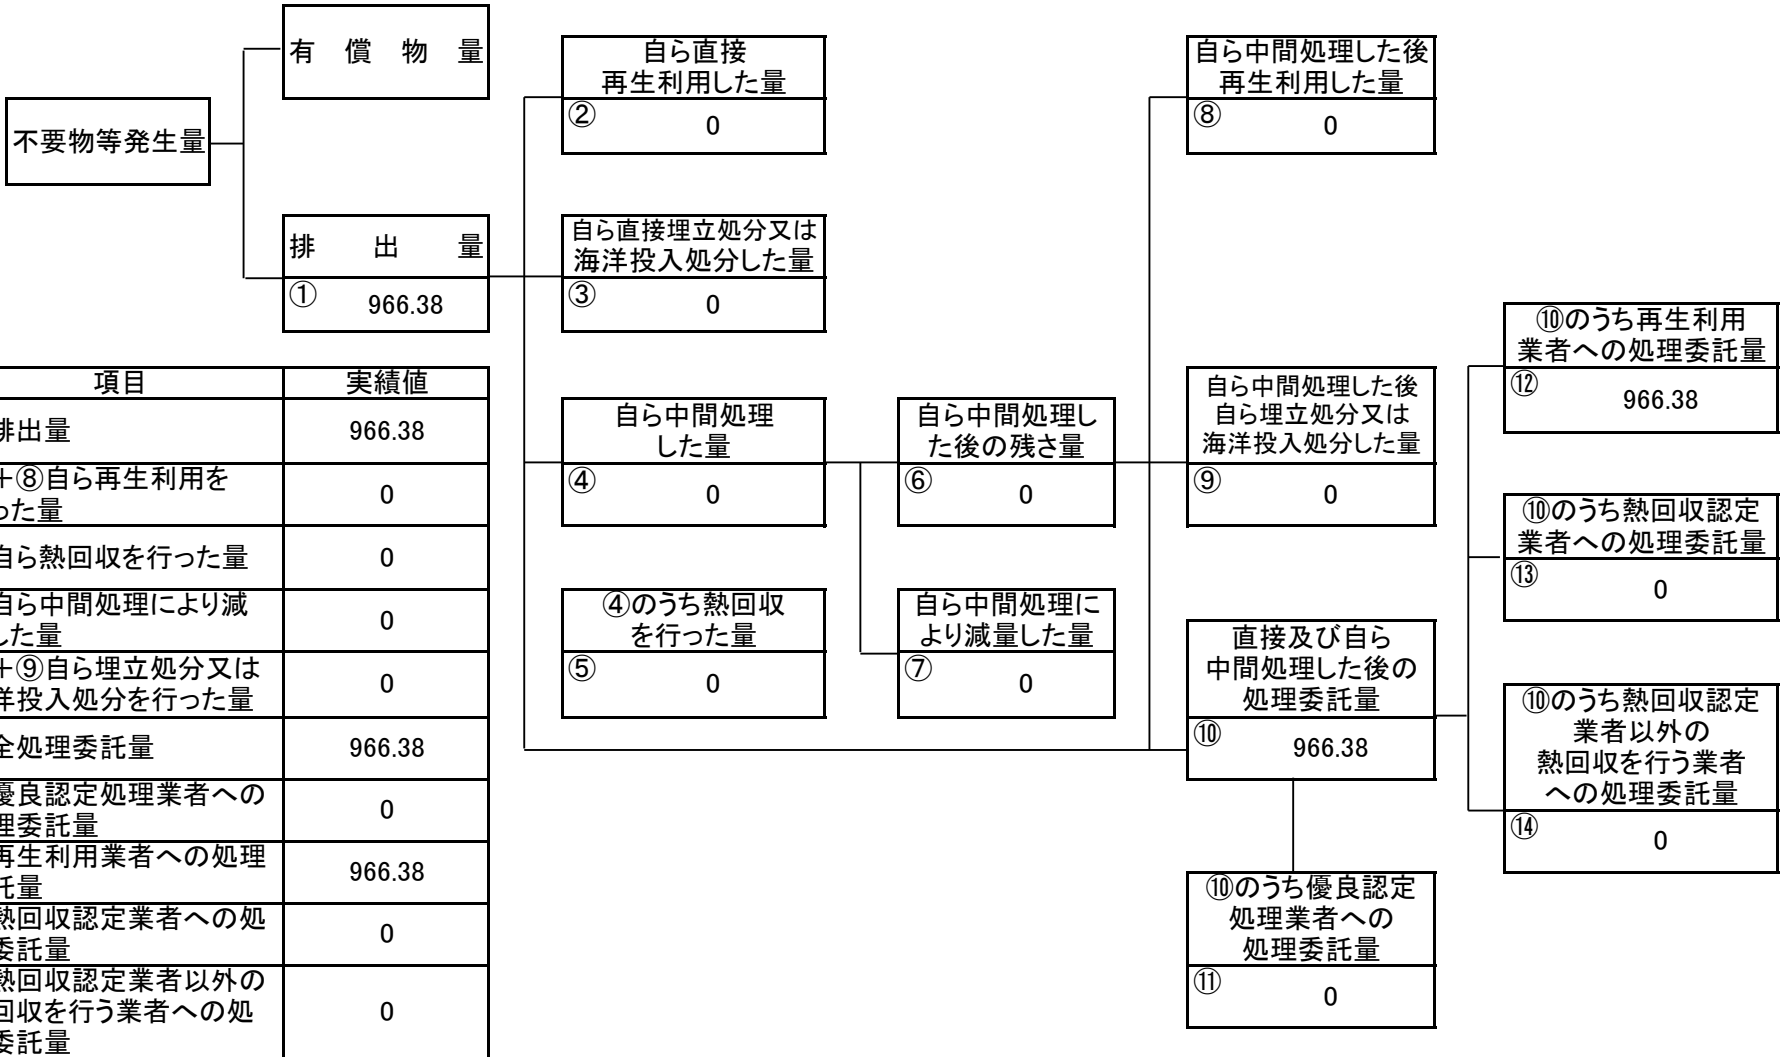 有償物量
不要物等発生量
排出量
①
966.38
自ら直接
再生利用した量
②
0
自ら直接埋立処分又は
海洋投入処分した量
③
0
自ら中間処理
した量
④
0
④のうち熱回収
を行った量
⑤
0
自ら中間処理し
た後の残さ量
⑥
0
自ら中間処理に
より減量した量
⑦
0
自ら中間処理した後
再生利用した量
⑧
0
自ら中間処理した後
自ら埋立処分又は
海洋投入処分した量
⑨
0
直接及び自ら
中間処理した後の
処理委託量
⑩
966.38
⑩のうち優良認定
処理業者への
処理委託量
⑪
0
⑩のうち再生利用
業者への処理委託量
⑫
966.38
⑩のうち熱回収認定
業者への処理委託量
⑬
0
⑩のうち熱回収認定
業者以外の
熱回収を行う業者
への処理委託量
⑭
0
項目 実績値
排出量 966.38
+⑧自ら再生利用を
った量 0
自ら熱回収を行った量 0
自ら中間処理により減
した量 0
+⑨自ら埋立処分又は
洋投入処分を行った量 0
全処理委託量 966.38
優良認定処理業者への
理委託量 0
再生利用業者への処理
託量 966.38
熱回収認定業者への処
委託量 0
熱回収認定業者以外の
回収を行う業者への処
委託量 0